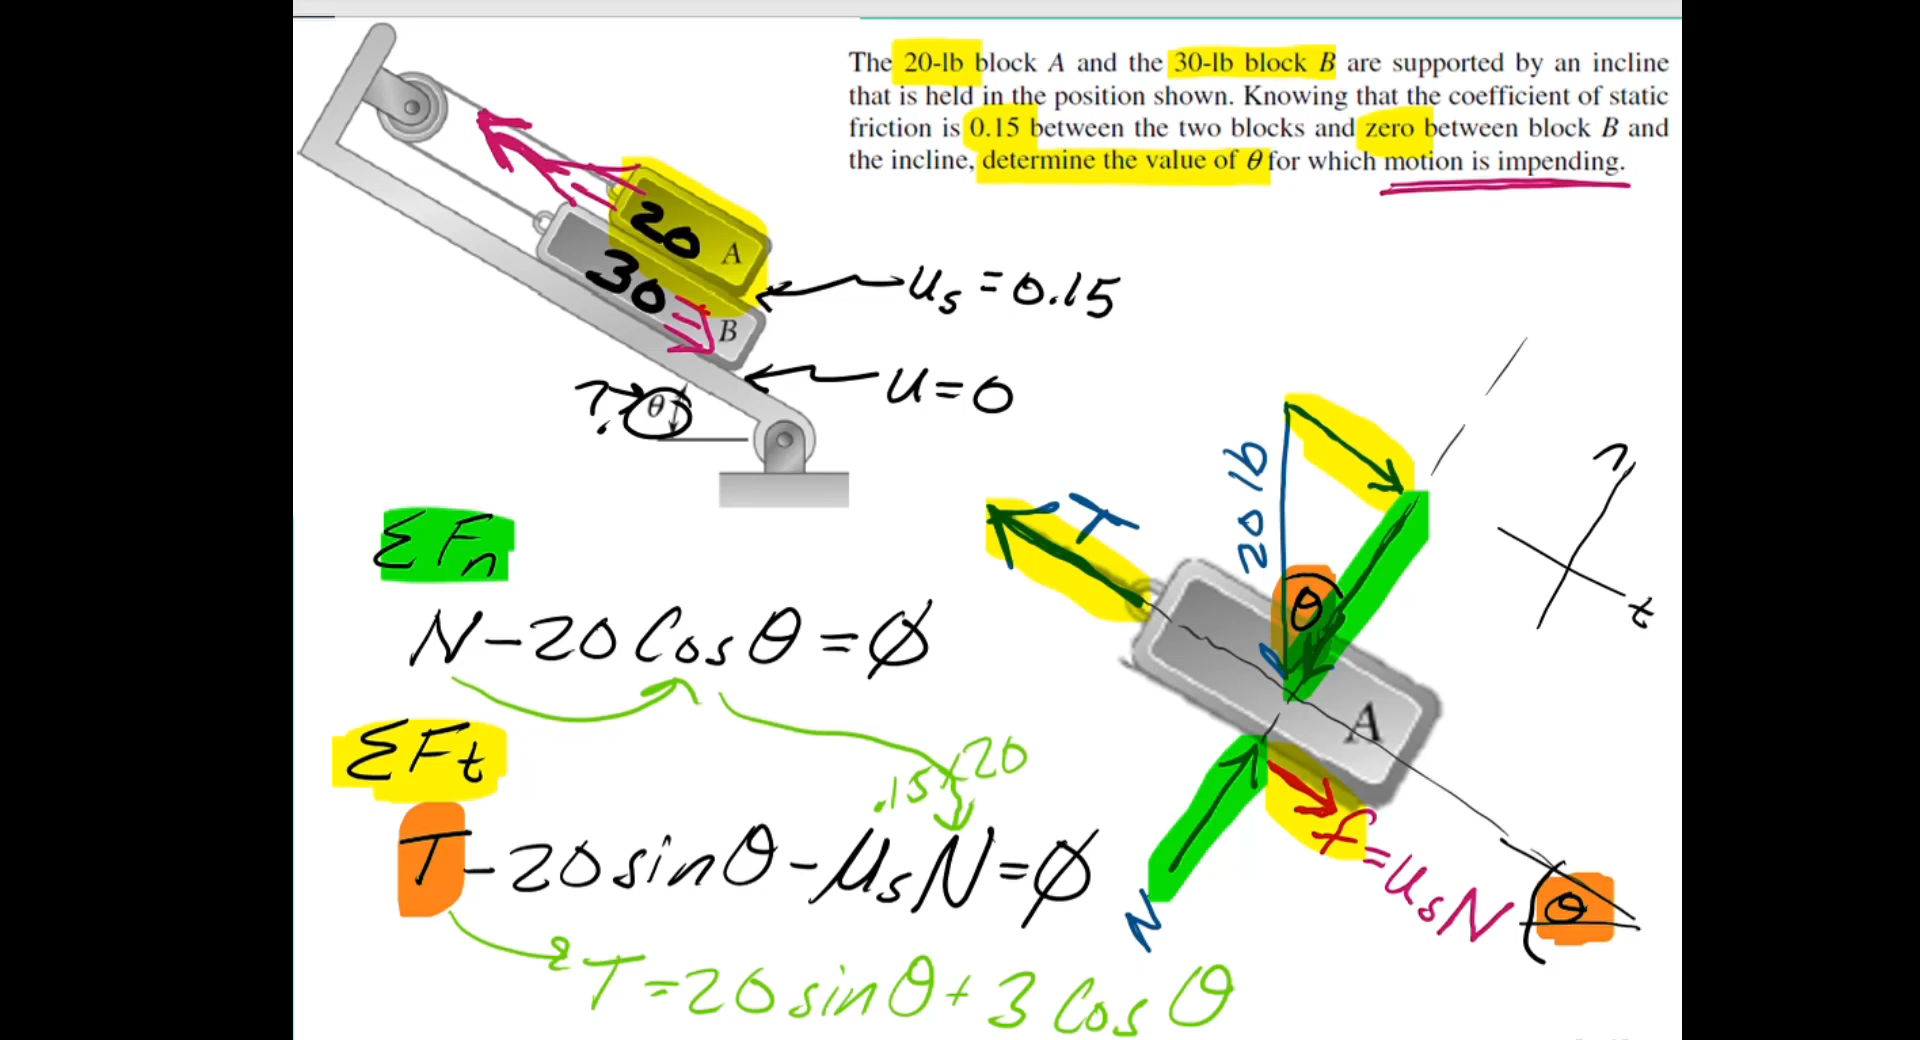 The 20-lb block A and the 30-lb block B are supported by an incline
that is held in the position shown. Knowing that the coefficient of static
friction is 0.15 between the two blocks and zero between block B and
the incline, determine the value of θ for which motion is impending.
20 A
30 B
us = 0.15
u = 0
? θ
ΣFn
N - 20 Cos θ = ∅
ΣFt
.15 20
T - 20 sin θ - μs N = ∅
T = 20 sin θ + 3 Cos θ
T
20 lb
θ
A
n
t
N
f = us N
θ